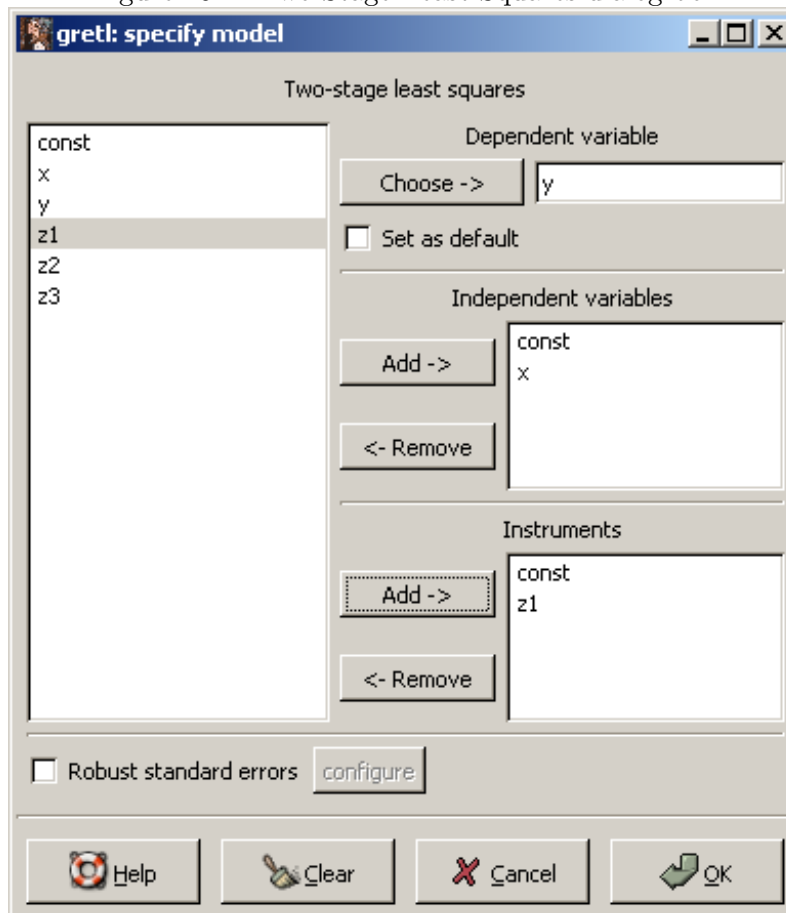 gretl: specify model
Two-stage least squares
const
x
y
z1
z2
z3
Dependent variable
Choose -> y
Set as default
Independent variables
Add ->
<- Remove
const
x
Instruments
Add ->
<- Remove
const
z1
Robust standard errors configure
Help Clear Cancel OK